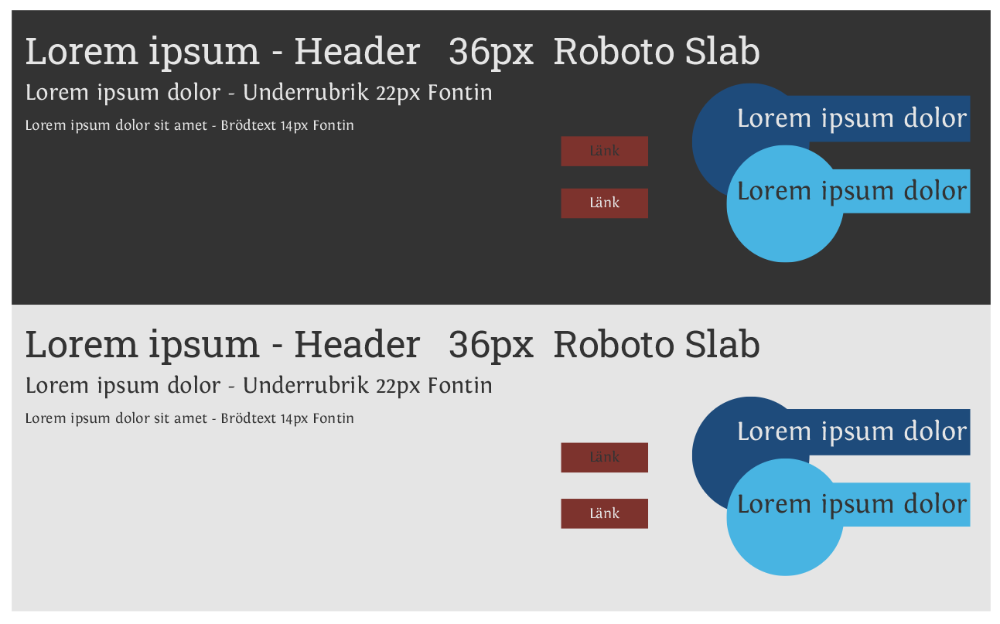 Lorem ipsum - Header 36px Roboto Slab
Lorem ipsum dolor - Underrubrik 22px Fontin
Lorem ipsum dolor sit amet - Brödtext 14px Fontin
Länk
Länk
Lorem ipsum dolor
Lorem ipsum dolor
Lorem ipsum - Header 36px Roboto Slab
Lorem ipsum dolor - Underrubrik 22px Fontin
Lorem ipsum dolor sit amet - Brödtext 14px Fontin
Länk
Länk
Lorem ipsum dolor
Lorem ipsum dolor